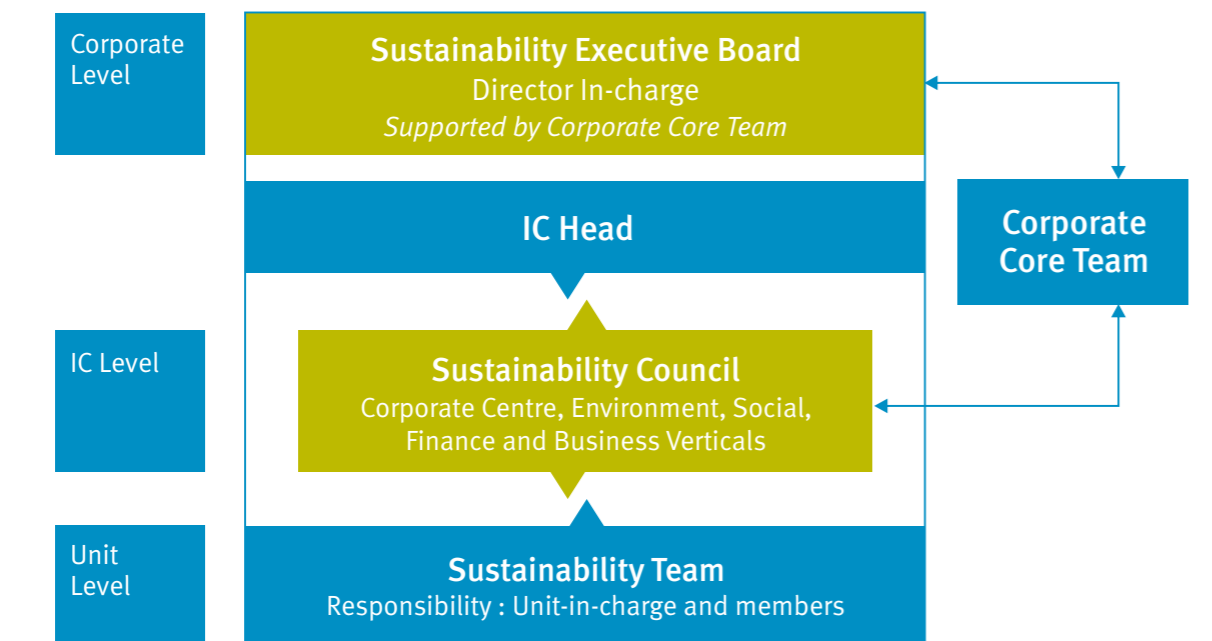 Corporate
Level
Sustainability Executive Board
Director In-charge
Supported by Corporate Core Team
IC Head
Corporate
Core Team
IC Level
Sustainability Council
Corporate Centre, Environment, Social,
Finance and Business Verticals
Unit
Level
Sustainability Team
Responsibility : Unit-in-charge and members